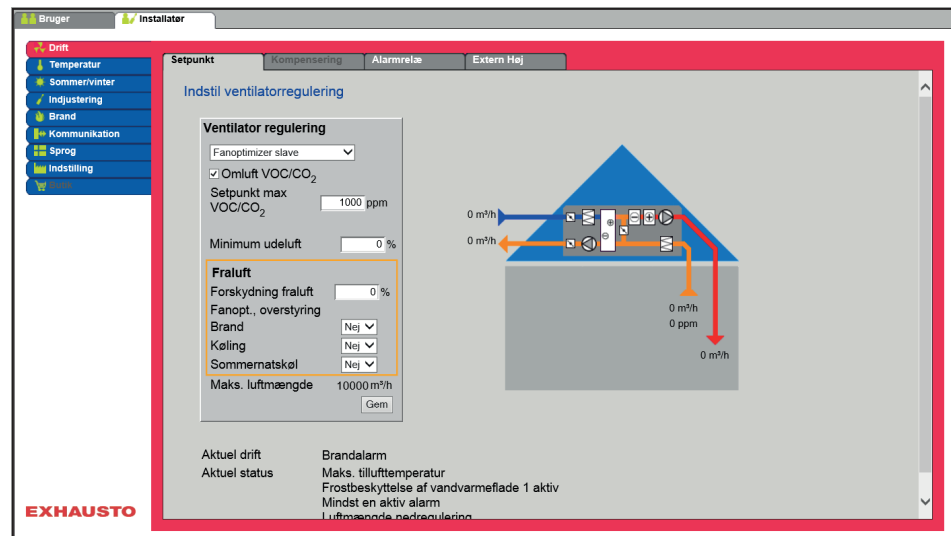 Bruger
Installatør
Drift
Temperatur
Sommer/vinter
Indjustering
Brand
Kommunikation
Sprog
Indstilling
Butik
EXHAUSTO
Setpunkt
Kompensering
Alarmrelæ
Extern Høj
Indstil ventilatorregulering
Ventilator regulering
Fanoptimizer slave
Omluft VOC/CO2
Setpunkt max
VOC/CO2
1000 ppm
Minimum udeluft 0 %
Fraluft
Forskydning fraluft 0 %
Fanopt., overstyring
Brand Nej
Køling Nej
Sommernatskøl Nej
Maks. luftmængde 10000 m³/h
Gem
0 m³/h
0 m³/h
0 m³/h
0 ppm
0 m³/h
Aktuel drift Brandalarm
Aktuel status Maks. tillufttemperatur
Frostbeskyttelse af vandvarmeflade 1 aktiv
Mindst en aktiv alarm
Luftmængde nedregulering